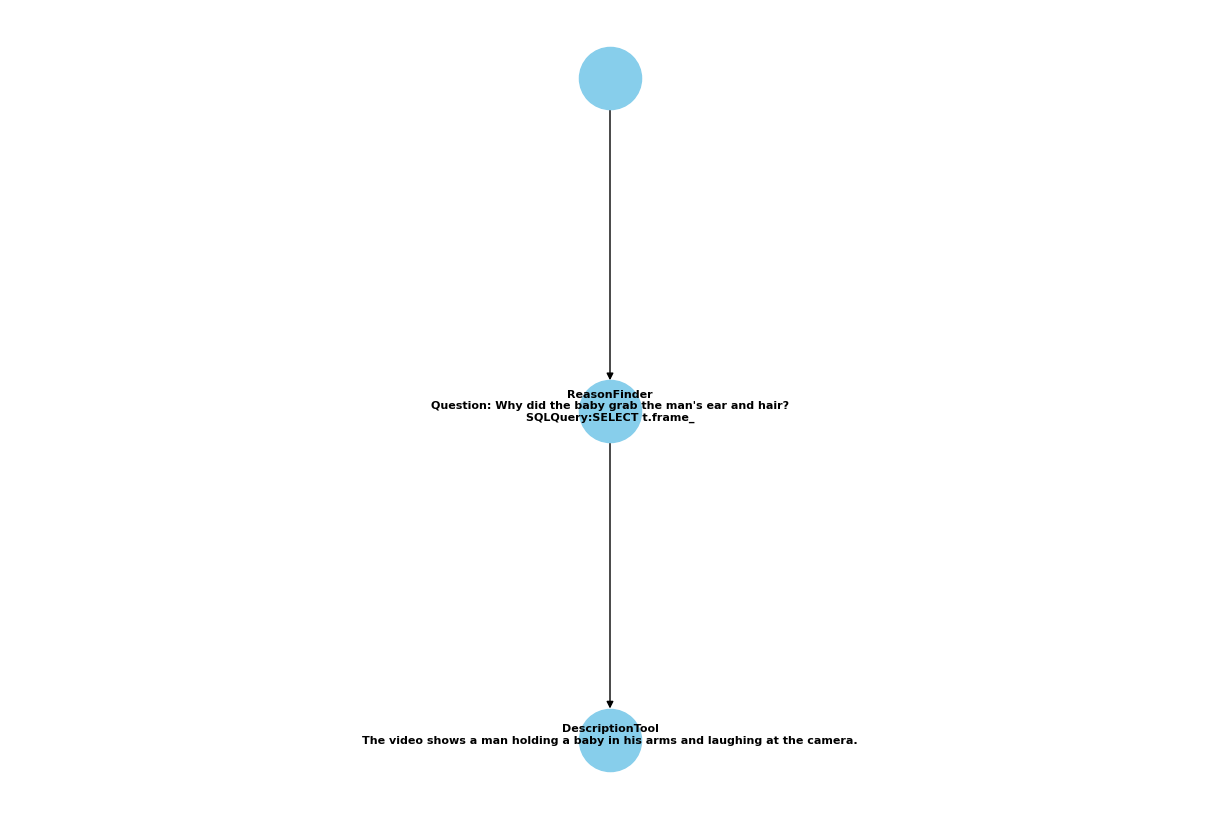 ReasonFinder
Question: Why did the baby grab the man's ear and hair?
SQLQuery:SELECT t.frame_
DescriptionTool
The video shows a man holding a baby in his arms and laughing at the camera.